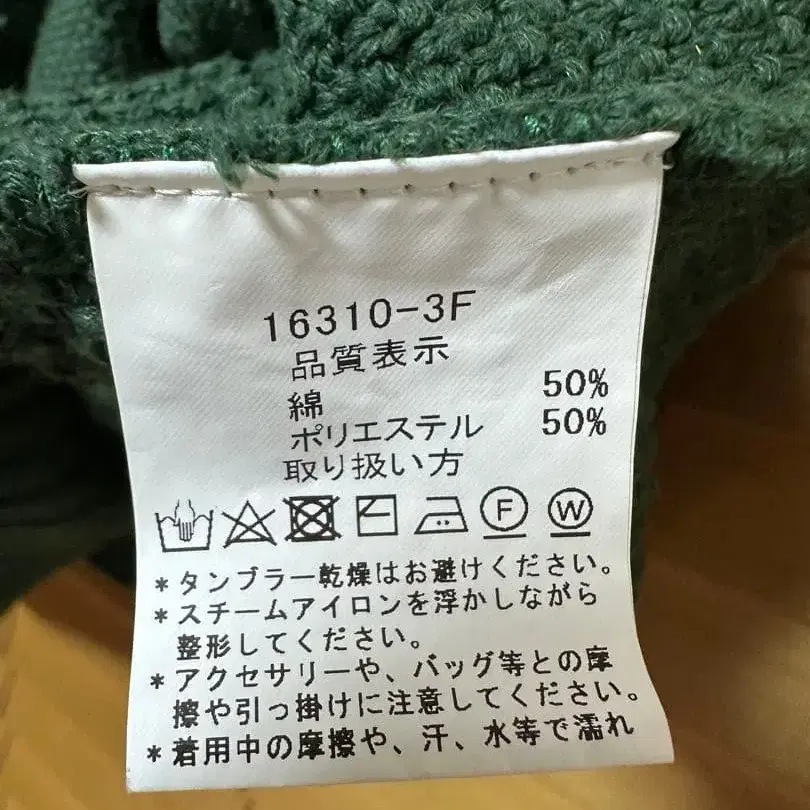 16310-3F
品質表示
綿 50%
ポリエステル 50%
取り扱い方
F W
*タンブラー乾燥はお避けください。
*スチームアイロンを浮かしながら
整形してください。
*アクセサリーや、バッグ等との摩
擦や引っ掛けに注意してください。
*着用中の摩擦や、汗、水等で濡れ